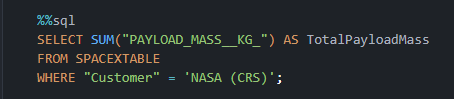 %%sql
SELECT SUM("PAYLOAD_MASS__KG_") AS TotalPayloadMass
FROM SPACEXTABLE
WHERE "Customer" = 'NASA (CRS)';